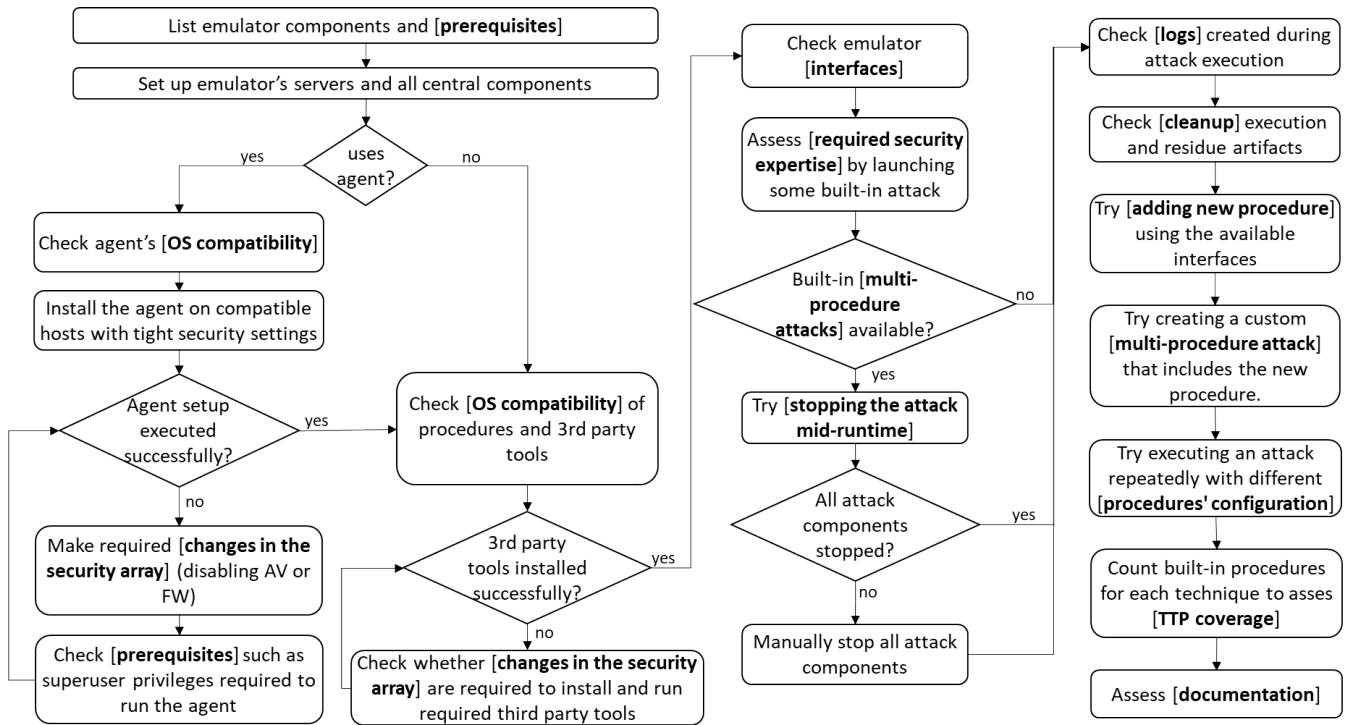 List emulator components and [prerequisites]
Set up emulator's servers and all central components
uses
agent?
yes
no
Check agent's [OS compatibility]
Install the agent on compatible
hosts with tight security settings
Agent setup
executed
successfully?
yes
no
Make required [changes in the
security array] (disabling AV or
FW)
Check [prerequisites] such as
superuser privileges required to
run the agent
Check [OS compatibility] of
procedures and 3rd party
tools
3rd party
tools installed
successfully?
yes
no
Check whether [changes in the security
array] are required to install and run
required third party tools
Check emulator
[interfaces]
Assess [required security
expertise] by launching
some built-in attack
Built-in [multi-
procedure
attacks] available?
no
yes
Try [stopping the attack
mid-runtime]
All attack
components
stopped?
yes
no
Manually stop all attack
components
Check [logs] created during
attack execution
Check [cleanup] execution
and residue artifacts
Try [adding new procedure]
using the available
interfaces
Try creating a custom
[multi-procedure attack]
that includes the new
procedure.
Try executing an attack
repeatedly with different
[procedures' configuration]
Count built-in procedures
for each technique to asses
[TTP coverage]
Assess [documentation]